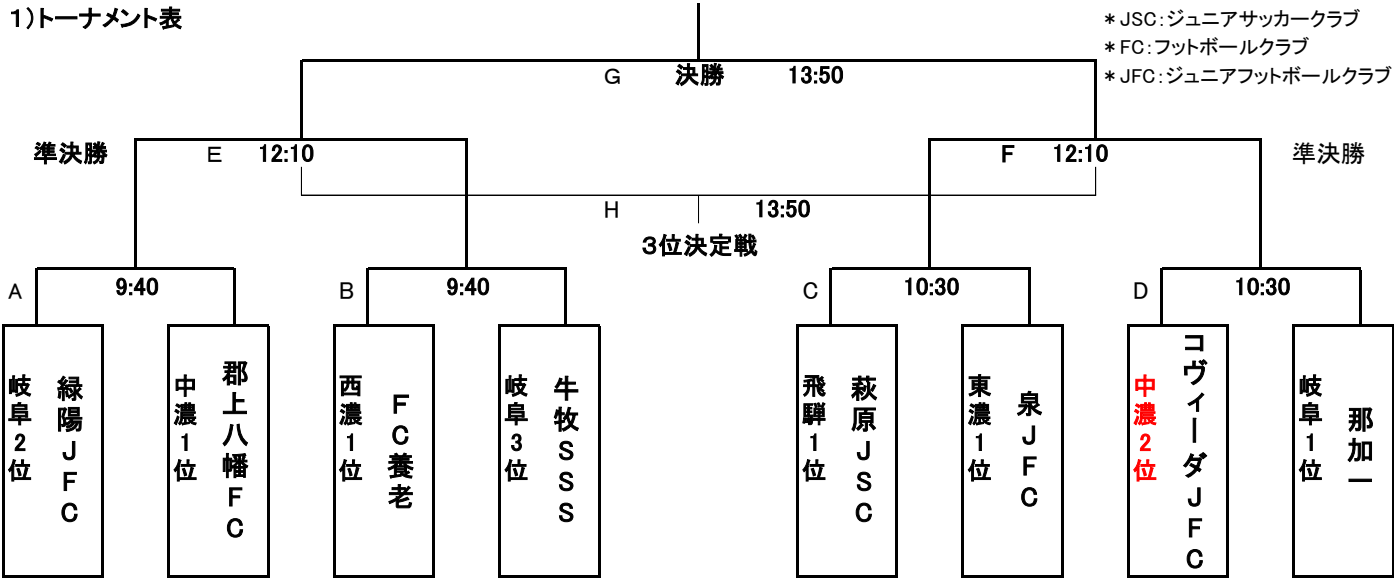 1)トーナメント表
*JSC:ジュニアサッカークラブ
*FC:フットボールクラブ
*JFC:ジュニアフットボールクラブ
G 決勝 13:50
準決勝 E 12:10
F 12:10 準決勝
H 13:50
3位決定戦
A 9:40
B 9:40
C 10:30
D 10:30
岐阜2位
緑陽JFC
中濃1位
郡上八幡FC
西濃1位
FC養老
岐阜3位
牛牧SSS
飛騨1位
萩原JSC
東濃1位
泉JFC
中濃2位
コヴィーダJFC
岐阜1位
那加一